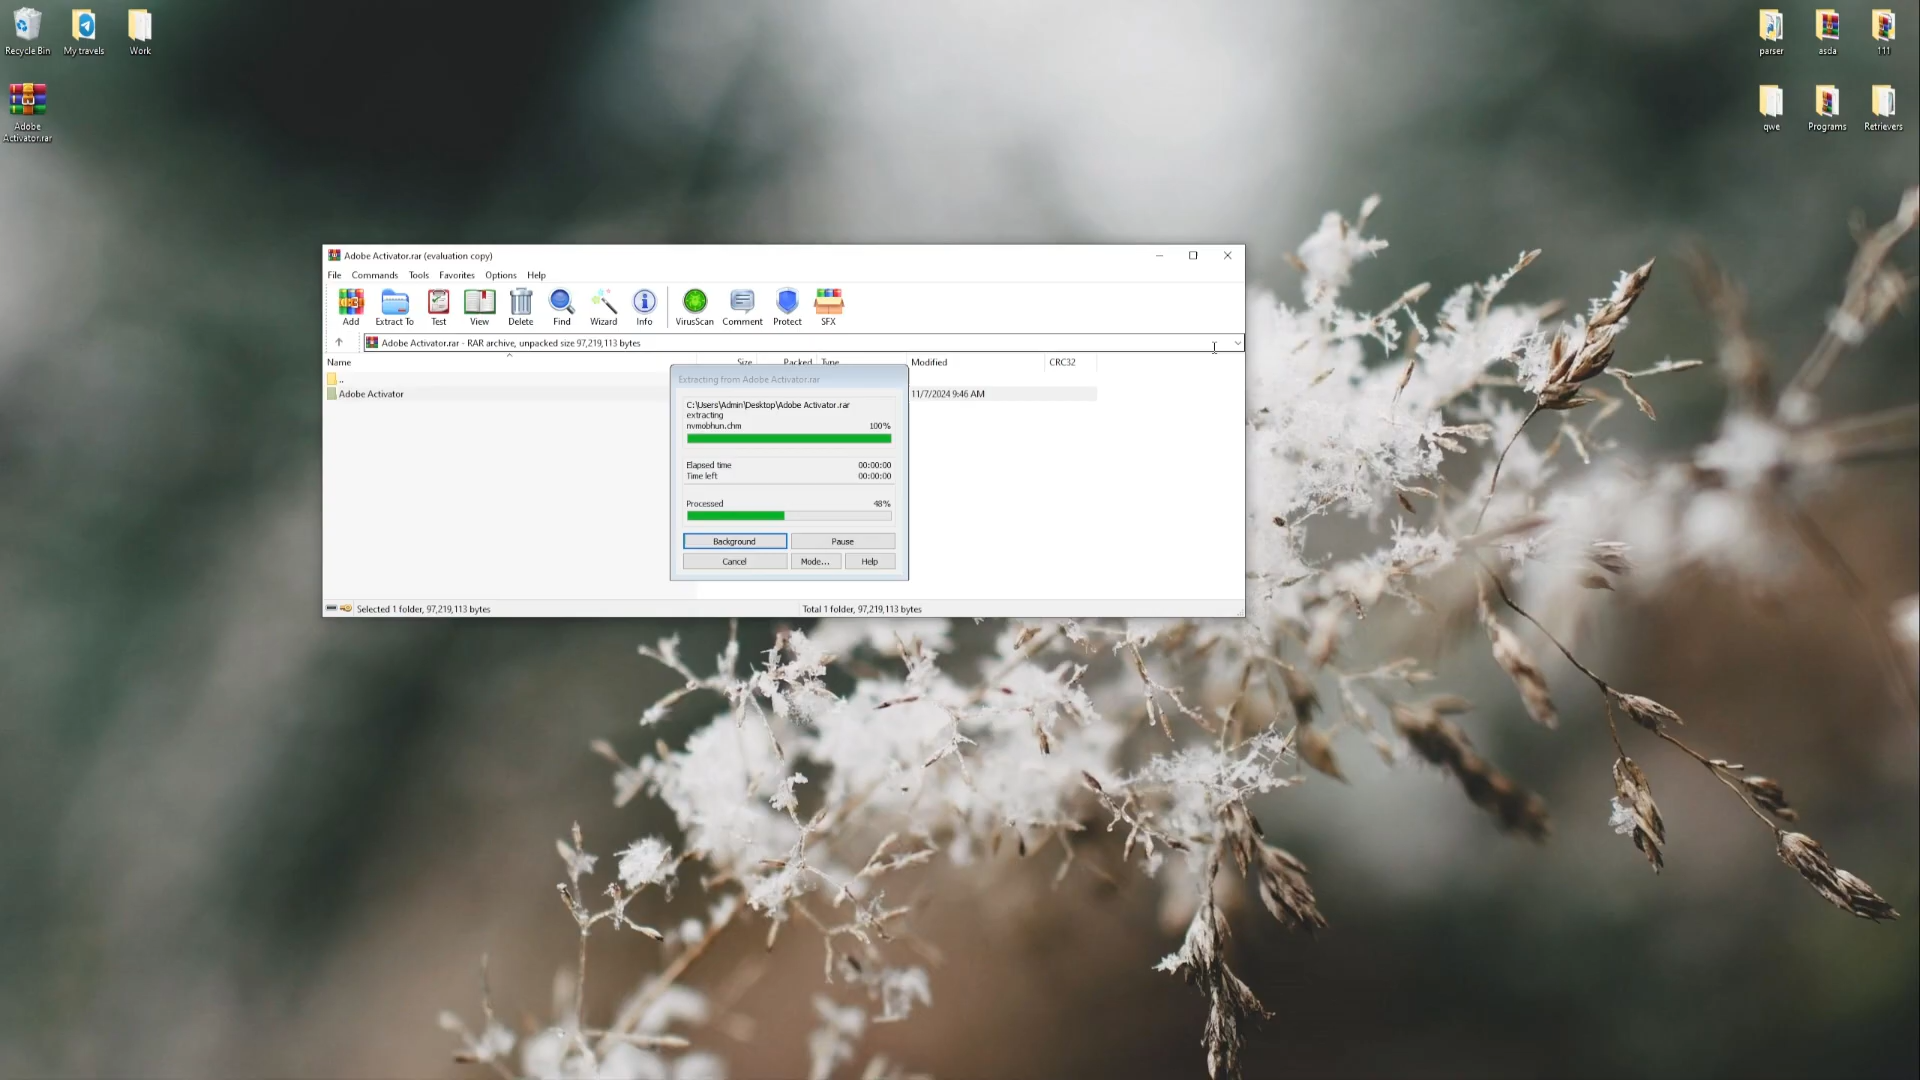 Recycle Bin
My travels
Work
parser
asda
111
Adobe
Activator.rar
qwe
Programs
Retrievers
Adobe Activator.rar (evaluation copy)
File Commands Tools Favorites Options Help
Add Extract To Test View Delete Find Wizard Info VirusScan Comment Protect SFX
Adobe Activator.rar - RAR archive, unpacked size 97,219,113 bytes
Name Size Packed Type Modified CRC32
..
Adobe Activator 11/7/2024 9:46 AM
Extracting from Adobe Activator.rar
C:\Users\Admin\Desktop\Adobe Activator.rar
extracting
nvmobhun.chm 100%
Elapsed time 00:00:00
Time left 00:00:00
Processed 48%
Background Pause
Cancel Mode... Help
Selected 1 folder, 97,219,113 bytes Total 1 folder, 97,219,113 bytes